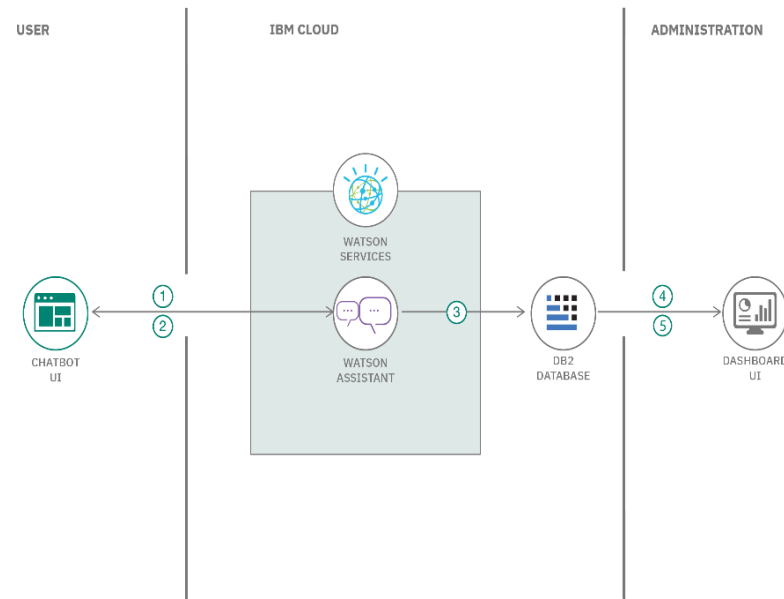 USER
IBM CLOUD
ADMINISTRATION
WATSON
SERVICES
1
2
3
4
5
CHATBOT
UI
WATSON
ASSISTANT
DB2
DATABASE
DASHBOARD
UI